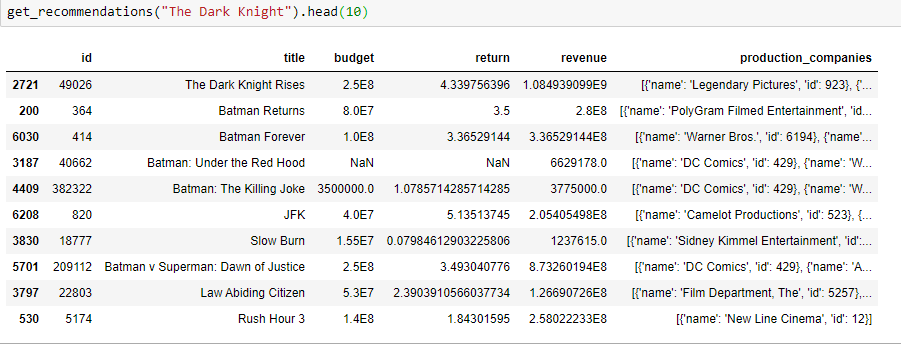 get_recommendations("The Dark Knight").head(10)
id title budget return revenue production_companies
2721 49026 The Dark Knight Rises 2.5E8 4.339756396 1.084939099E9 [{'name': 'Legendary Pictures', 'id': 923}, {'...
200 364 Batman Returns 8.0E7 3.5 2.8E8 [{'name': 'PolyGram Filmed Entertainment', 'id...
6030 414 Batman Forever 1.0E8 3.36529144 3.36529144E8 [{'name': 'Warner Bros.', 'id': 6194}, {'name'...
3187 40662 Batman: Under the Red Hood NaN NaN 6629178.0 [{'name': 'DC Comics', 'id': 429}, {'name': 'W...
4409 382322 Batman: The Killing Joke 3500000.0 1.0785714285714285 3775000.0 [{'name': 'DC Comics', 'id': 429}, {'name': 'W...
6208 820 JFK 4.0E7 5.13513745 2.05405498E8 [{'name': 'Camelot Productions', 'id': 523}, {...
3830 18777 Slow Burn 1.55E7 0.07984612903225806 1237615.0 [{'name': 'Sidney Kimmel Entertainment', 'id':...
5701 209112 Batman v Superman: Dawn of Justice 2.5E8 3.493040776 8.73260194E8 [{'name': 'DC Comics', 'id': 429}, {'name': 'A...
3797 22803 Law Abiding Citizen 5.3E7 2.3903910566037734 1.26690726E8 [{'name': 'Film Department, The', 'id': 5257},...
530 5174 Rush Hour 3 1.4E8 1.84301595 2.58022233E8 [{'name': 'New Line Cinema', 'id': 12}]